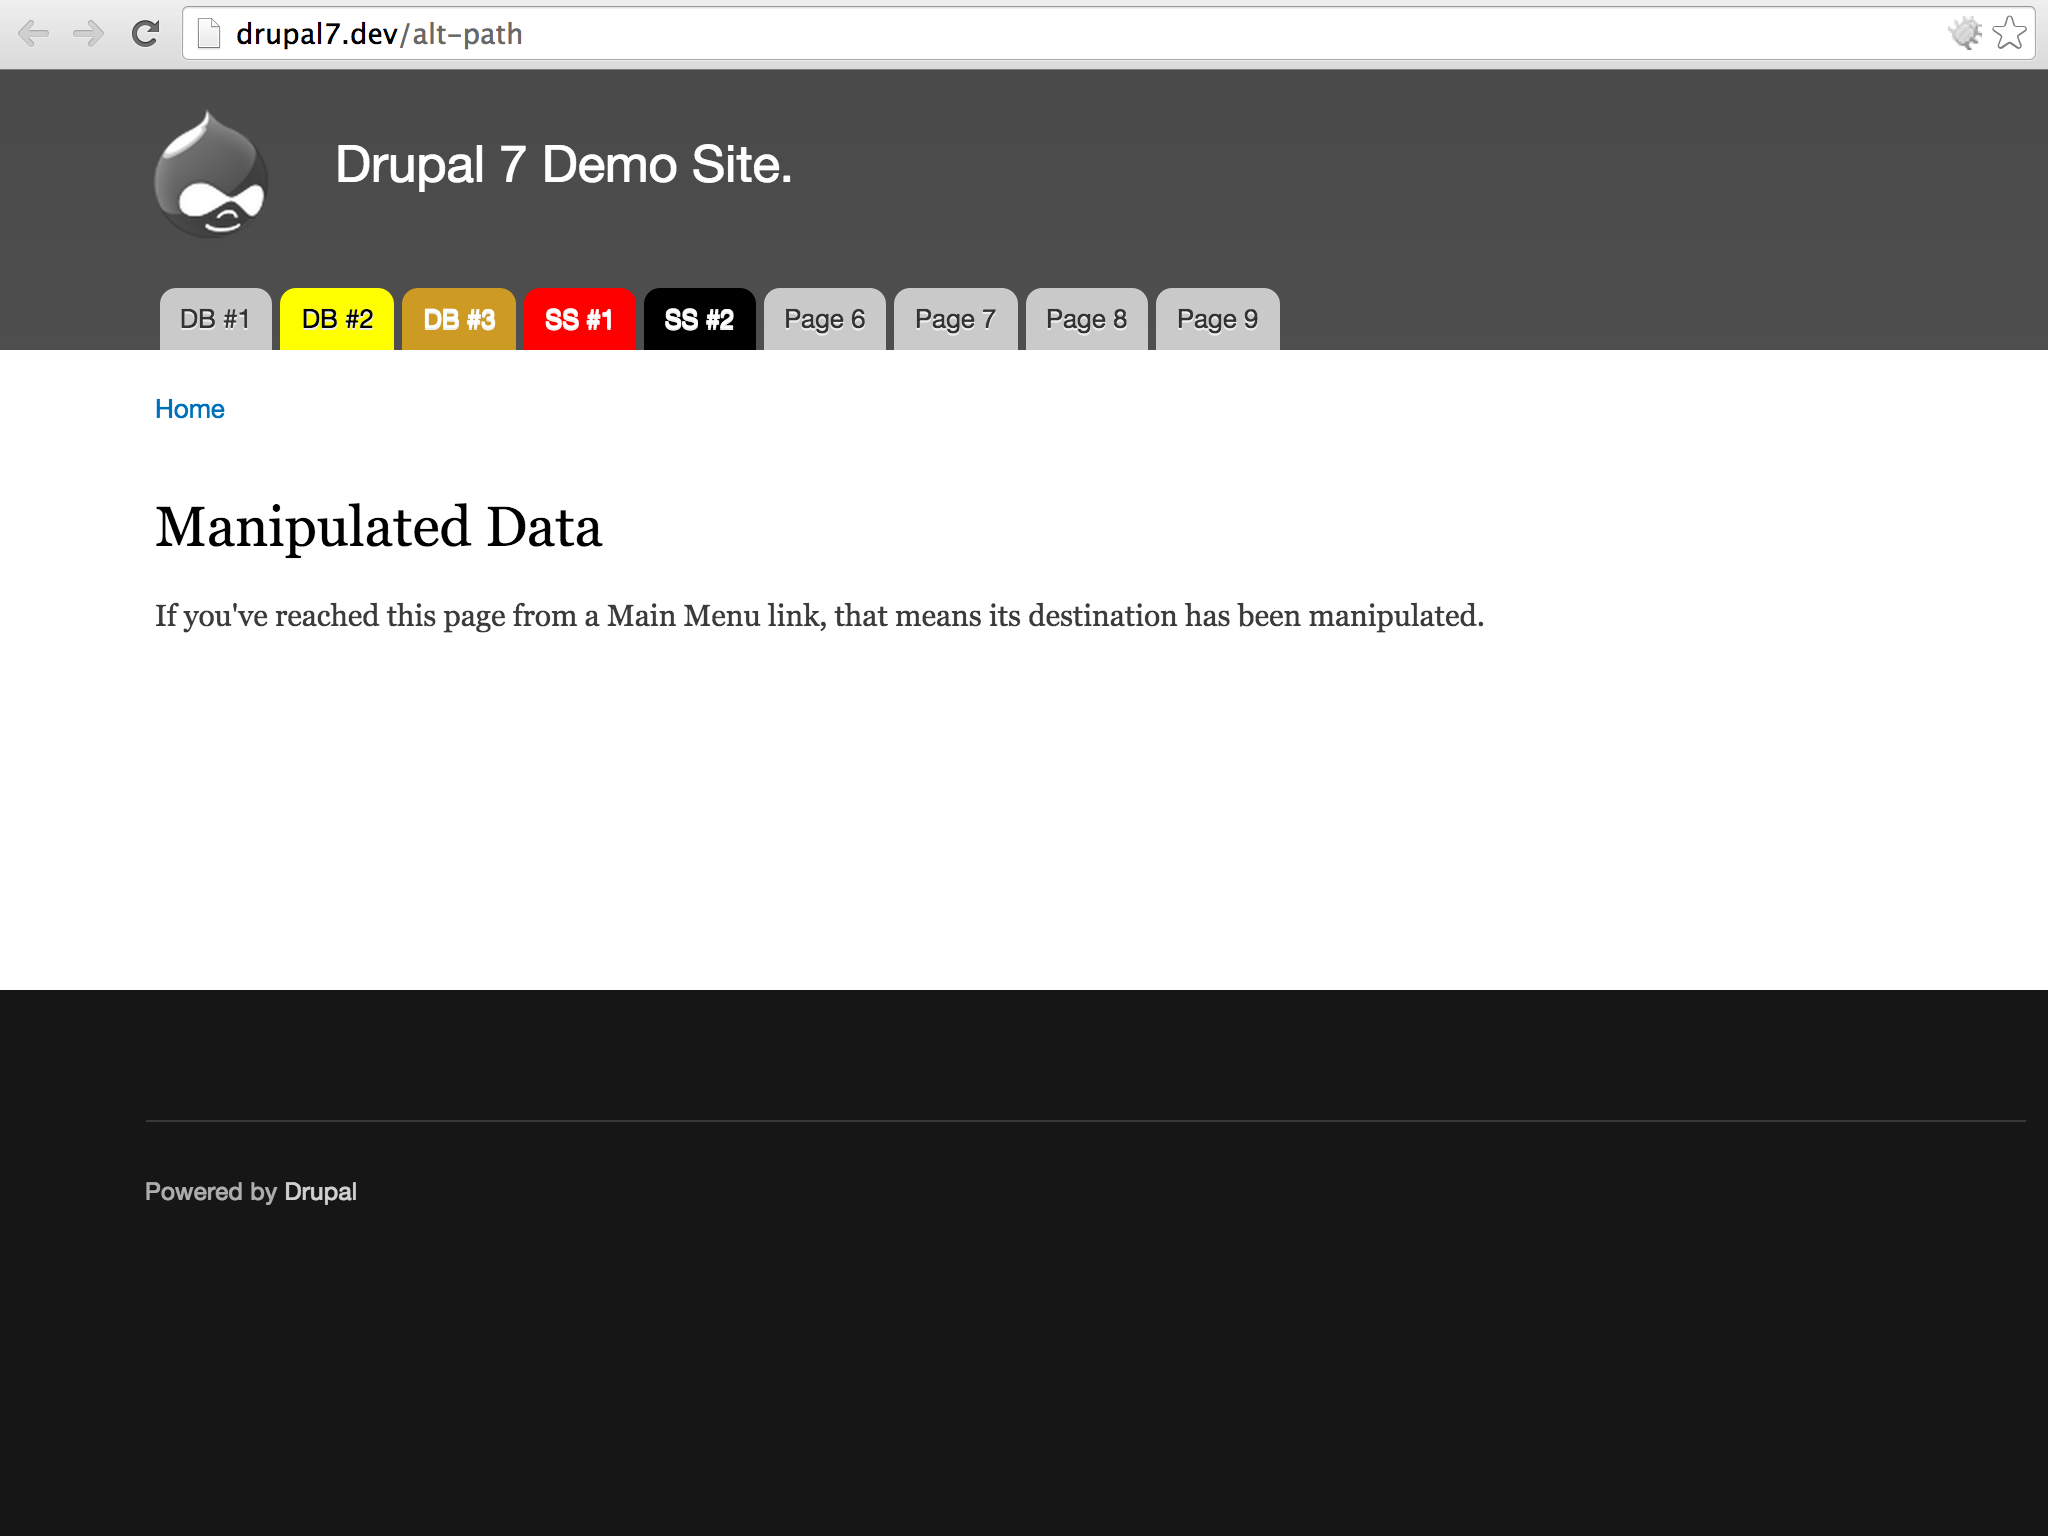 drupal7.dev/alt-path
Drupal 7 Demo Site.
DB #1 DB #2 DB #3 SS #1 SS #2 Page 6 Page 7 Page 8 Page 9
Home
Manipulated Data
If you've reached this page from a Main Menu link, that means its destination has been manipulated.
Powered by Drupal